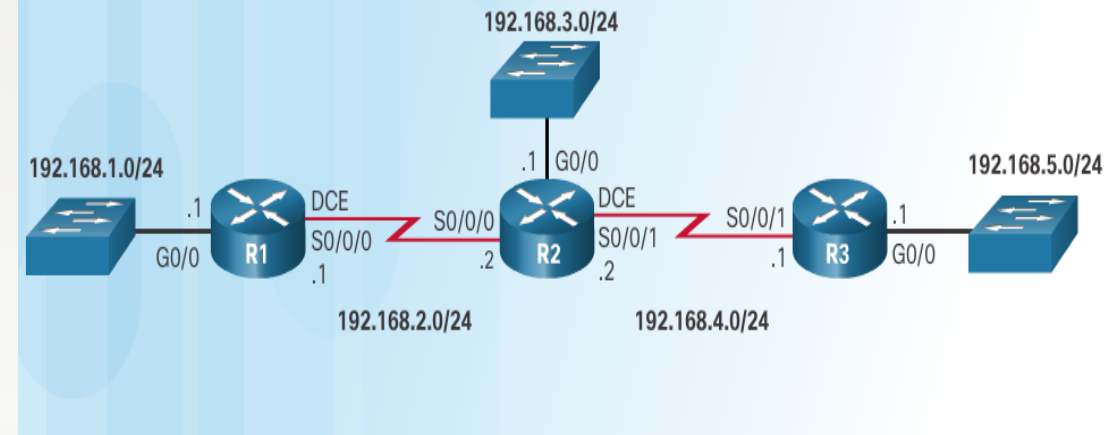 192.168.3.0/24
192.168.1.0/24
.1 G0/0
192.168.5.0/24
.1
DCE
S0/0/0
DCE
S0/0/1
.1
G0/0
R1
S0/0/0
R2
S0/0/1
R3
G0/0
.1
.2
.2
.1
192.168.2.0/24
192.168.4.0/24